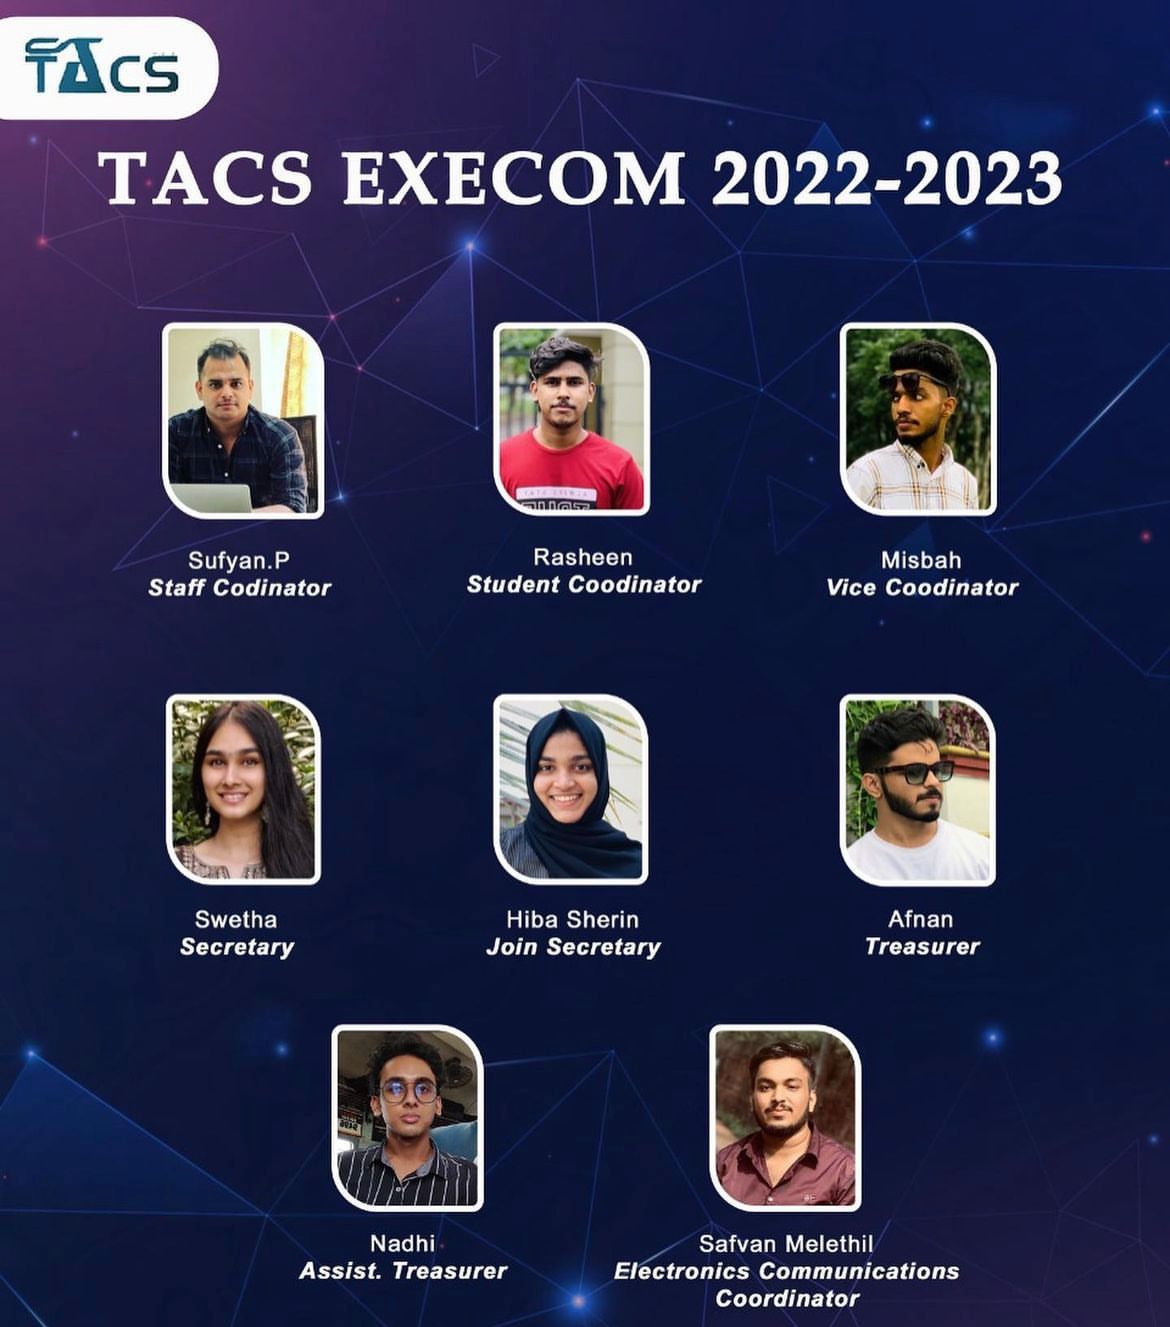 TACS
TACS EXECOM 2022-2023
Sufyan.P
Staff Codinator
Rasheen
Student Coodinator
Misbah
Vice Coodinator
Swetha
Secretary
Hiba Sherin
Join Secretary
Afnan
Treasurer
Nadhi
Assist. Treasurer
Safvan Melethil
Electronics Communications
Coordinator